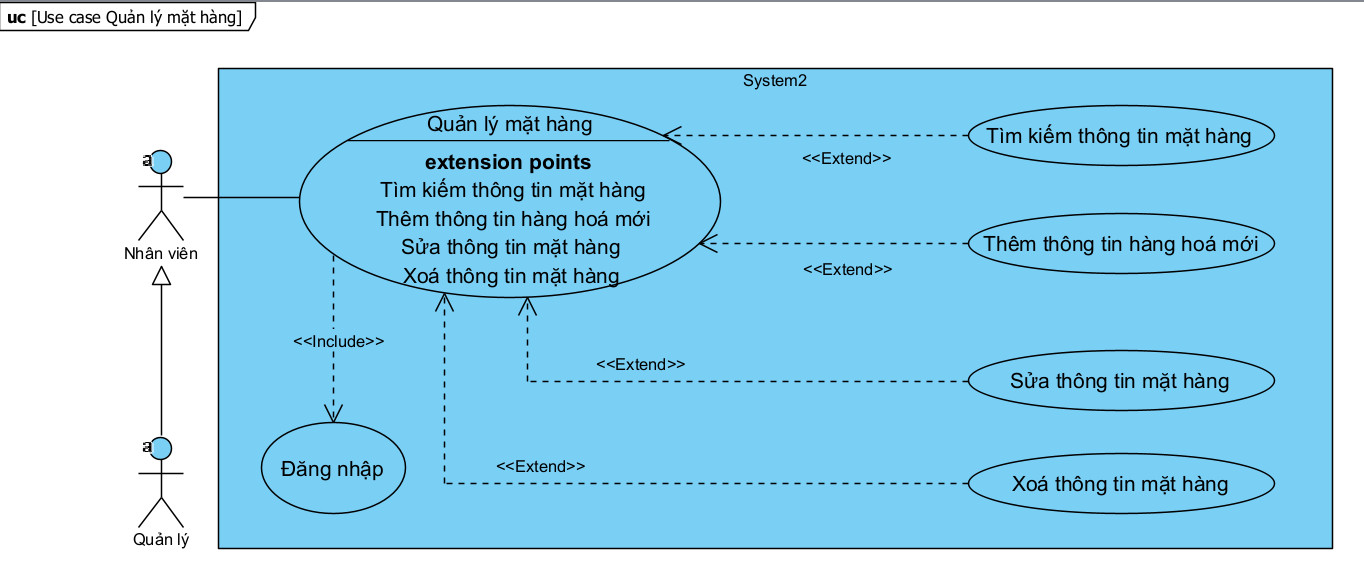 uc [Use case Quản lý mặt hàng]
System2
Quản lý mặt hàng
extension points
Tìm kiếm thông tin mặt hàng
Thêm thông tin hàng hoá mới
Sửa thông tin mặt hàng
Xoá thông tin mặt hàng
Tìm kiếm thông tin mặt hàng
<<Extend>>
a
Nhân viên
Thêm thông tin hàng hoá mới
<<Extend>>
<<Include>>
<<Extend>>
Sửa thông tin mặt hàng
a
Đăng nhập
<<Extend>>
Xoá thông tin mặt hàng
Quản lý